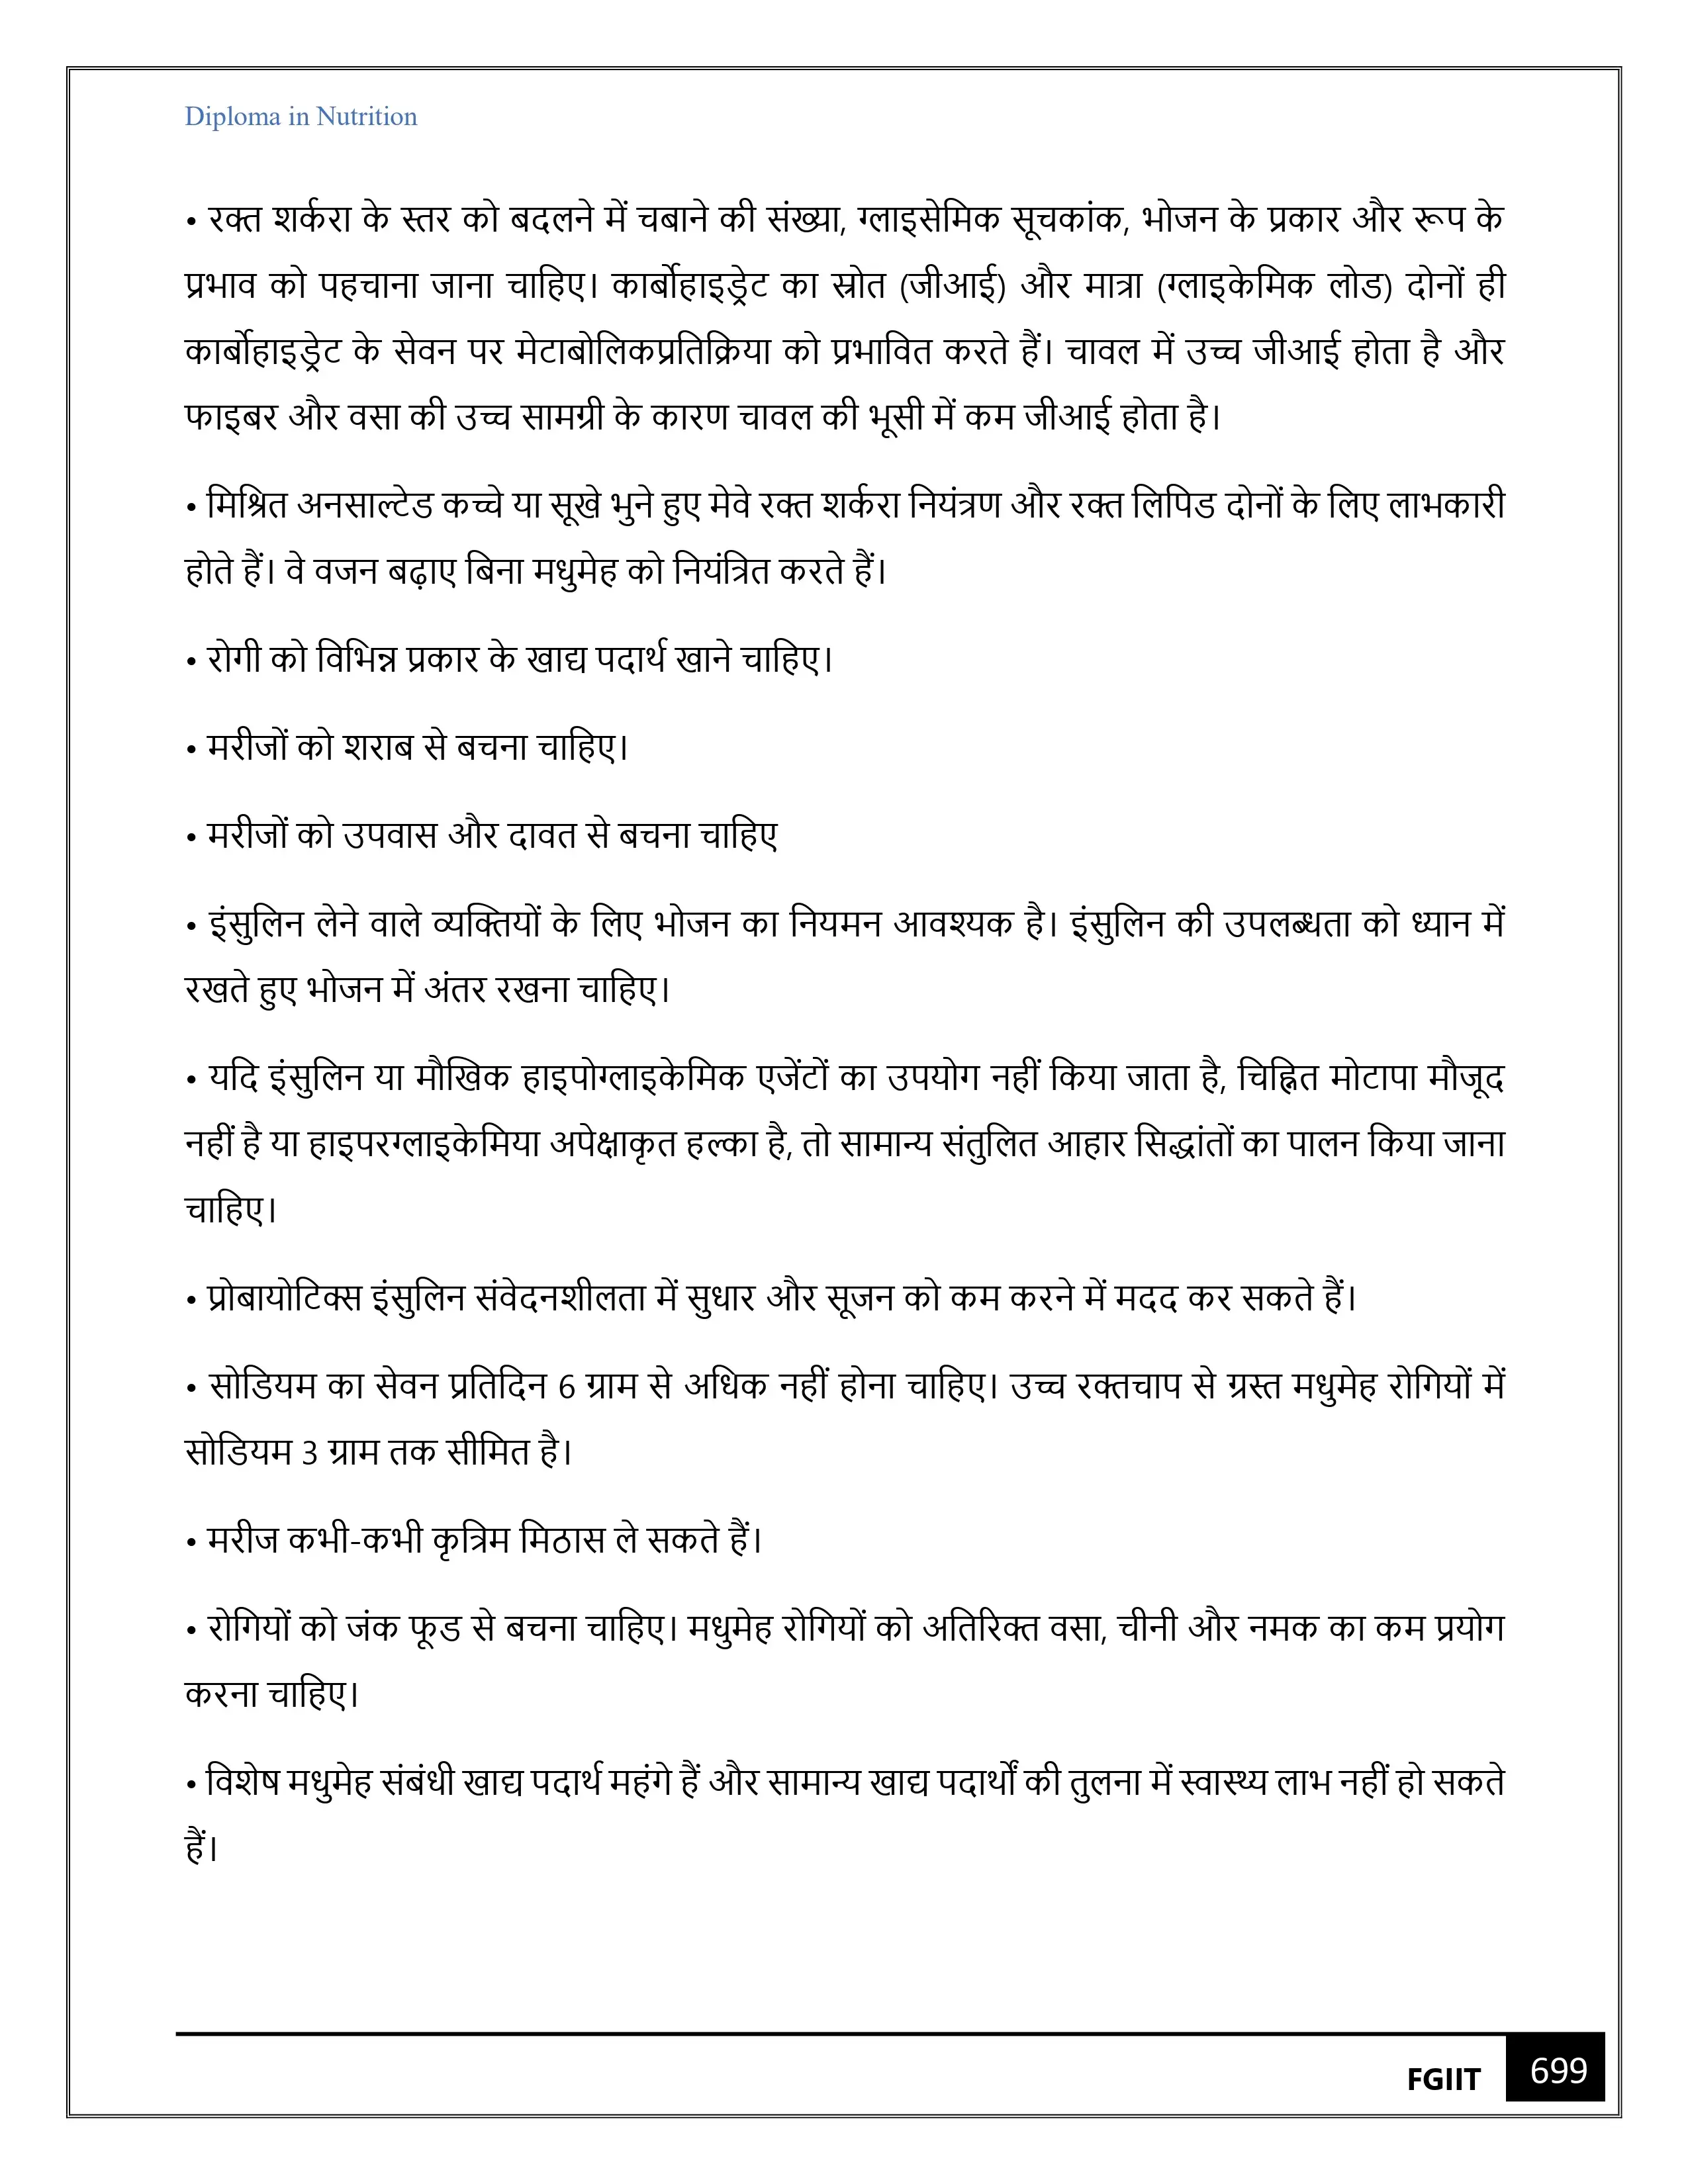 Diploma in Nutrition
• रक्त शर्करा के स्तर को बदलने में चबाने की संख्या, ग्लाइसेमिक सूचकांक, भोजन के प्रकार और रूप के
प्रभाव को पहचाना जाना चाहिए। कार्बोहाइड्रेट का स्रोत (जीआई) और मात्रा (ग्लाइकेमिक लोड) दोनों ही
कार्बोहाइड्रेट के सेवन पर मेटाबोलिकप्रतिक्रिया को प्रभावित करते हैं। चावल में उच्च जीआई होता है और
फाइबर और वसा की उच्च सामग्री के कारण चावल की भूसी में कम जीआई होता है।
• मिश्रित अनसाल्टेड कच्चे या सूखे भुने हुए मेवे रक्त शर्करा नियंत्रण और रक्त लिपिड दोनों के लिए लाभकारी
होते हैं। वे वजन बढ़ाए बिना मधुमेह को नियंत्रित करते हैं।
• रोगी को विभिन्न प्रकार के खाद्य पदार्थ खाने चाहिए।
• मरीजों को शराब से बचना चाहिए।
• मरीजों को उपवास और दावत से बचना चाहिए
• इंसुलिन लेने वाले व्यक्तियों के लिए भोजन का नियमन आवश्यक है। इंसुलिन की उपलब्धता को ध्यान में
रखते हुए भोजन में अंतर रखना चाहिए।
• यदि इंसुलिन या मौखिक हाइपोग्लाइकेमिक एजेंटों का उपयोग नहीं किया जाता है, चिह्नित मोटापा मौजूद
नहीं है या हाइपरग्लाइकेमिया अपेक्षाकृत हल्का है, तो सामान्य संतुलित आहार सिद्धांतों का पालन किया जाना
चाहिए।
• प्रोबायोटिक्स इंसुलिन संवेदनशीलता में सुधार और सूजन को कम करने में मदद कर सकते हैं।
• सोडियम का सेवन प्रतिदिन 6 ग्राम से अधिक नहीं होना चाहिए। उच्च रक्तचाप से ग्रस्त मधुमेह रोगियों में
सोडियम 3 ग्राम तक सीमित है।
• मरीज कभी-कभी कृत्रिम मिठास ले सकते हैं।
• रोगियों को जंक फूड से बचना चाहिए। मधुमेह रोगियों को अतिरिक्त वसा, चीनी और नमक का कम प्रयोग
करना चाहिए।
• विशेष मधुमेह संबंधी खाद्य पदार्थ महंगे हैं और सामान्य खाद्य पदार्थों की तुलना में स्वास्थ्य लाभ नहीं हो सकते
हैं।
FGIIT 699